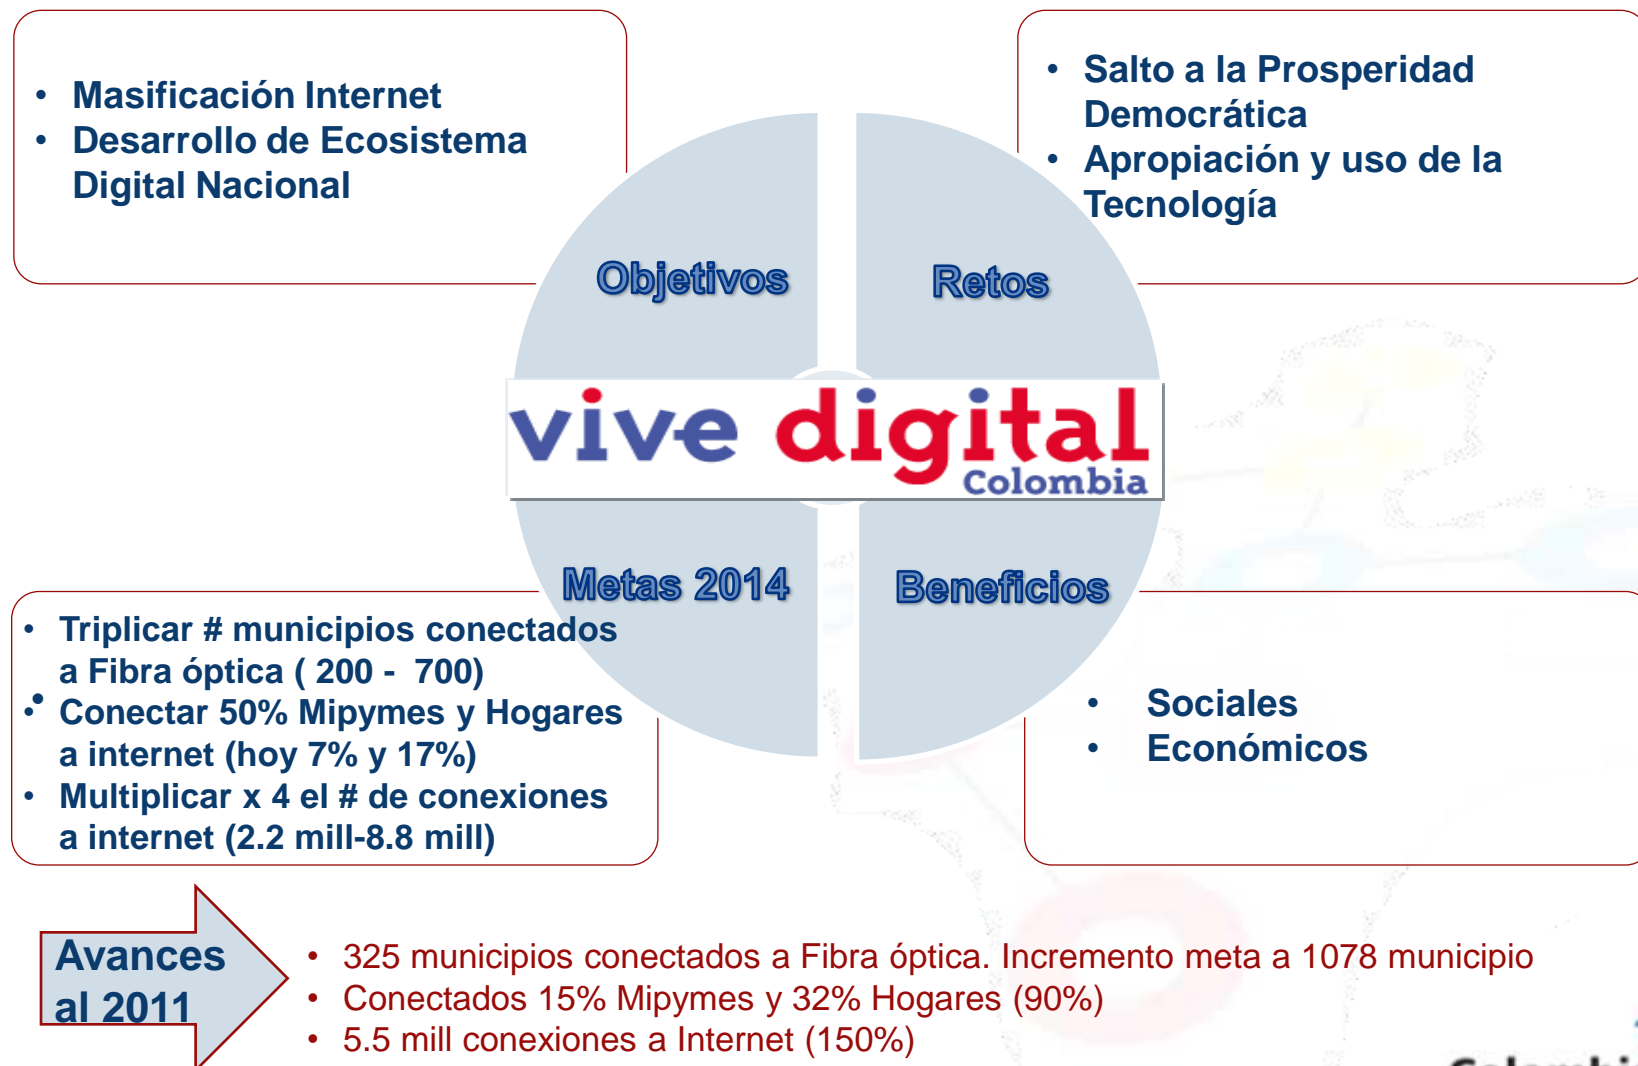 • Masificación Internet
• Desarrollo de Ecosistema
Digital Nacional
• Salto a la Prosperidad
Democrática
• Apropiación y uso de la
Tecnología
Objetivos
Retos
vive digital
Colombia
Metas 2014
Beneficios
• Triplicar # municipios conectados
a Fibra óptica ( 200 - 700)
•
• Conectar 50% Mipymes y Hogares
a internet (hoy 7% y 17%)
• Multiplicar x 4 el # de conexiones
a internet (2.2 mill-8.8 mill)
• Sociales
• Económicos
Avances
al 2011
• 325 municipios conectados a Fibra óptica. Incremento meta a 1078 municipio
• Conectados 15% Mipymes y 32% Hogares (90%)
• 5.5 mill conexiones a Internet (150%)